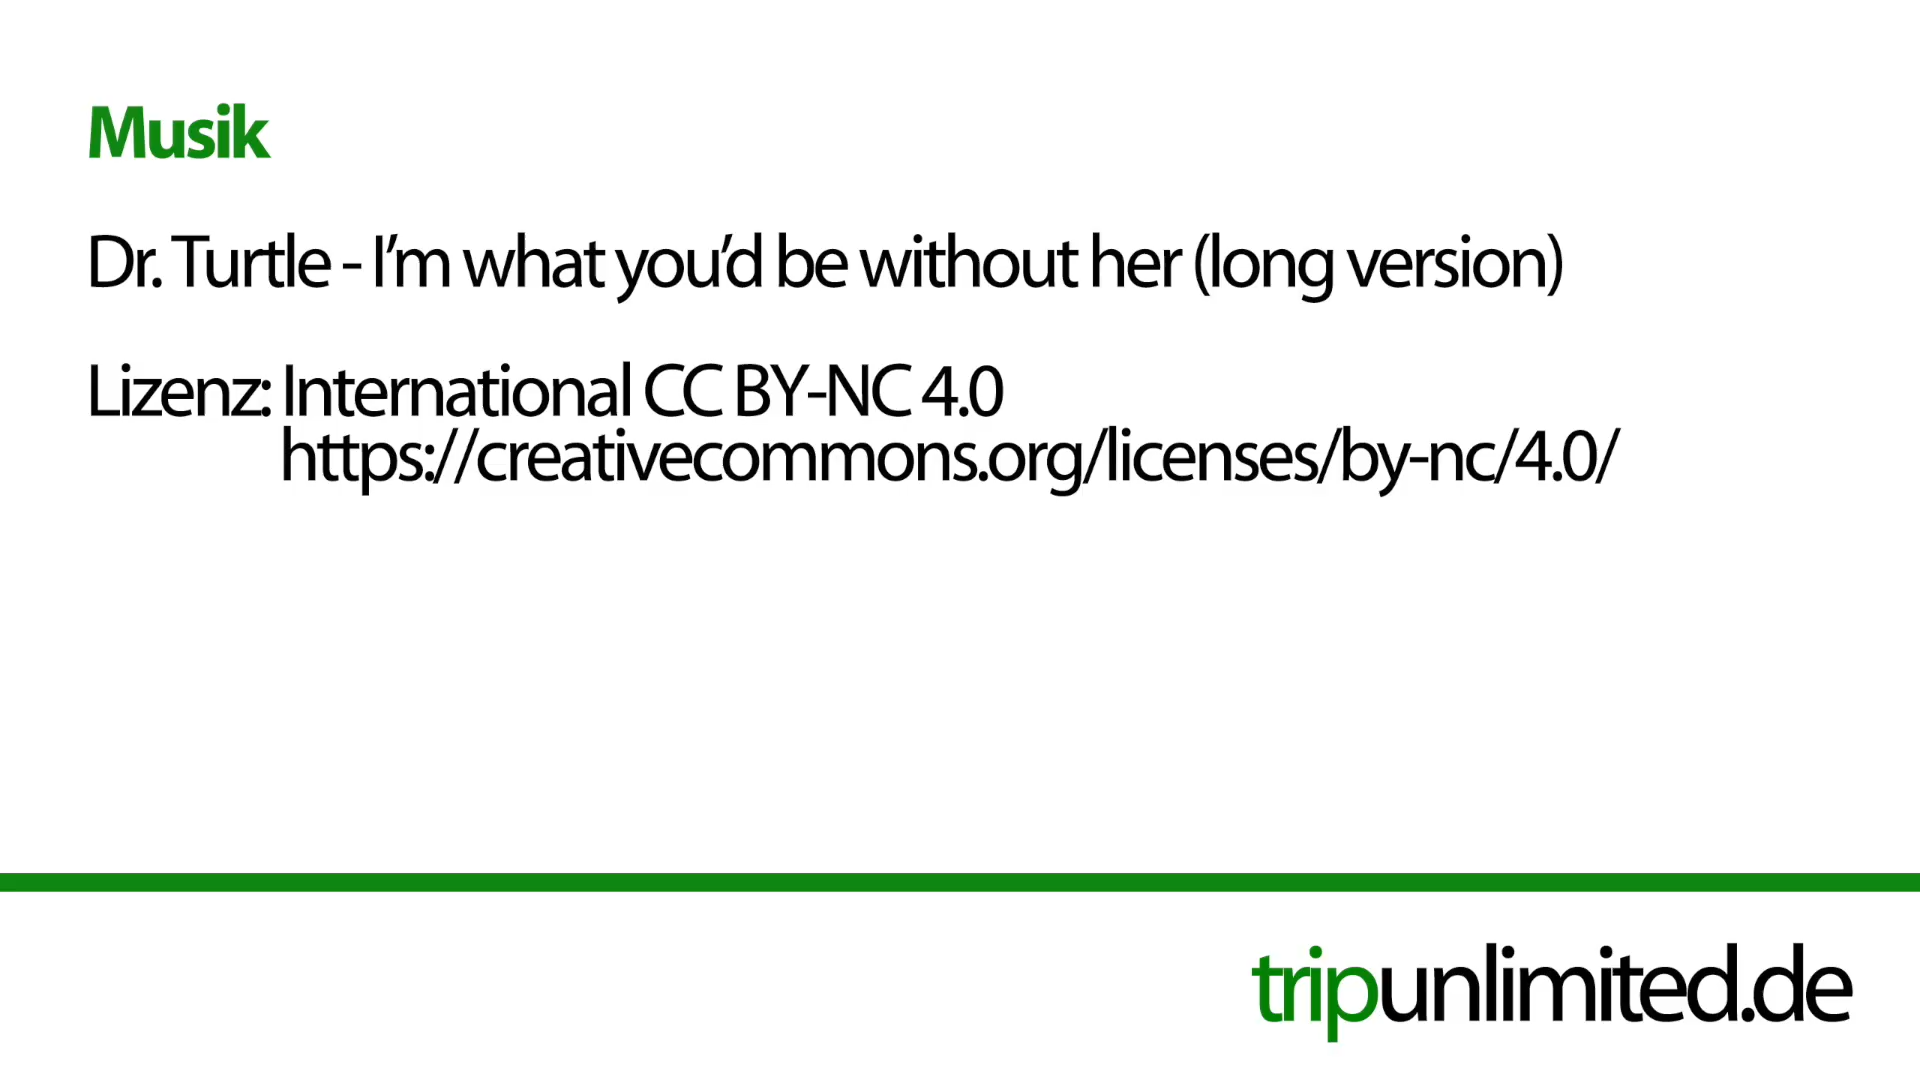 Musik
Dr. Turtle - I’m what you’d be without her (long version)
Lizenz: International CC BY-NC 4.0
https://creativecommons.org/licenses/by-nc/4.0/
tripunlimited.de